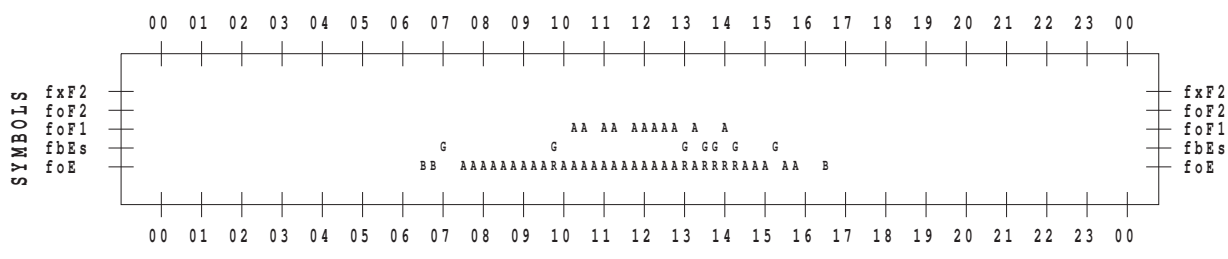 00 01 02 03 04 05 06 07 08 09 10 11 12 13 14 15 16 17 18 19 20 21 22 23 00
SYMBOLS
fxF2 fxF2
foF2 foF2
foF1 AA AA AAAAA A A foF1
fbEs G G G GG G G fbEs
foE BB AAAAAAAAARAAAAAAAAAAAARARRRRAAA AA B foE
00 01 02 03 04 05 06 07 08 09 10 11 12 13 14 15 16 17 18 19 20 21 22 23 00